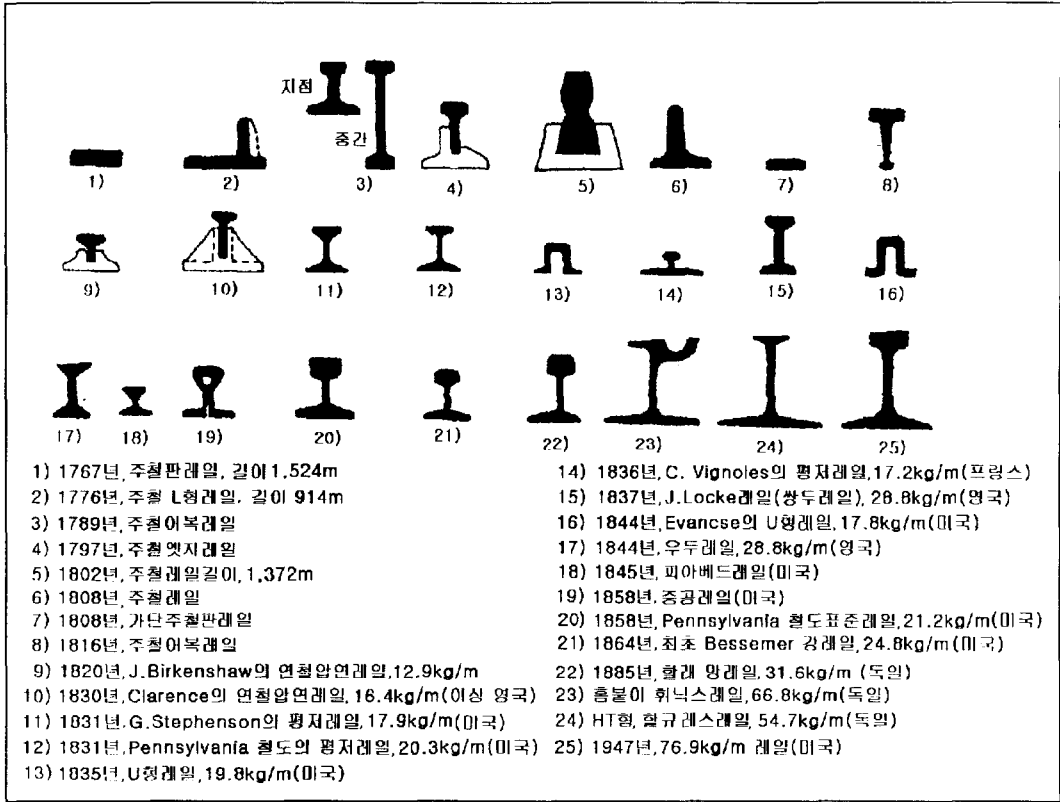 지점
중간
1) 2) 3) 4) 5) 6) 7) 8)
9) 10) 11) 12) 13) 14) 15) 16)
17) 18) 19) 20) 21) 22) 23) 24) 25)
1) 1767년, 주철판레일, 길이 1,524m
2) 1776년, 주철 L형레일, 길이 914m
3) 1789년, 주철어복레일
4) 1797년, 주철엣지레일
5) 1802년, 주철레일길이, 1,372m
6) 1808년, 주철레일
7) 1808년, 가단주철판레일
8) 1816년, 주철어복레일
9) 1820년, J.Birkenshaw의 연철압연레일, 12.9kg/m
10) 1830년, Clarence의 연철압연레일, 16.4kg/m(이상 영국)
11) 1831년, G.Stephenson의 평저레일, 17.9kg/m(미국)
12) 1831년, Pennsylvania 철도의 평저레일, 20.3kg/m(미국)
13) 1835년, U형레일, 19.8kg/m(미국)
14) 1836년, C. Vignoles의 평저레일, 17.2kg/m(프링스)
15) 1837년, J.Locke레일(쌍두레일), 28.8kg/m(영국)
16) 1844년, Evancse의 U형레일, 17.8kg/m(미국)
17) 1844년, 우두레일, 28.8kg/m(영국)
18) 1845년, 피아베드레일(미국)
19) 1858년, 중공레일(미국)
20) 1858년, Pennsylvania 철도표준레일, 21.2kg/m(미국)
21) 1864년, 최초 Bessemer 강레일, 24.8kg/m(미국)
22) 1885년, 할래 망레일, 31.6kg/m (독일)
23) 홈붙이 휘닉스레일, 66.8kg/m(독일)
24) HT형, 할규레스레일, 54.7kg/m(독일)
25) 1947년, 76.9kg/m 레일(미국)